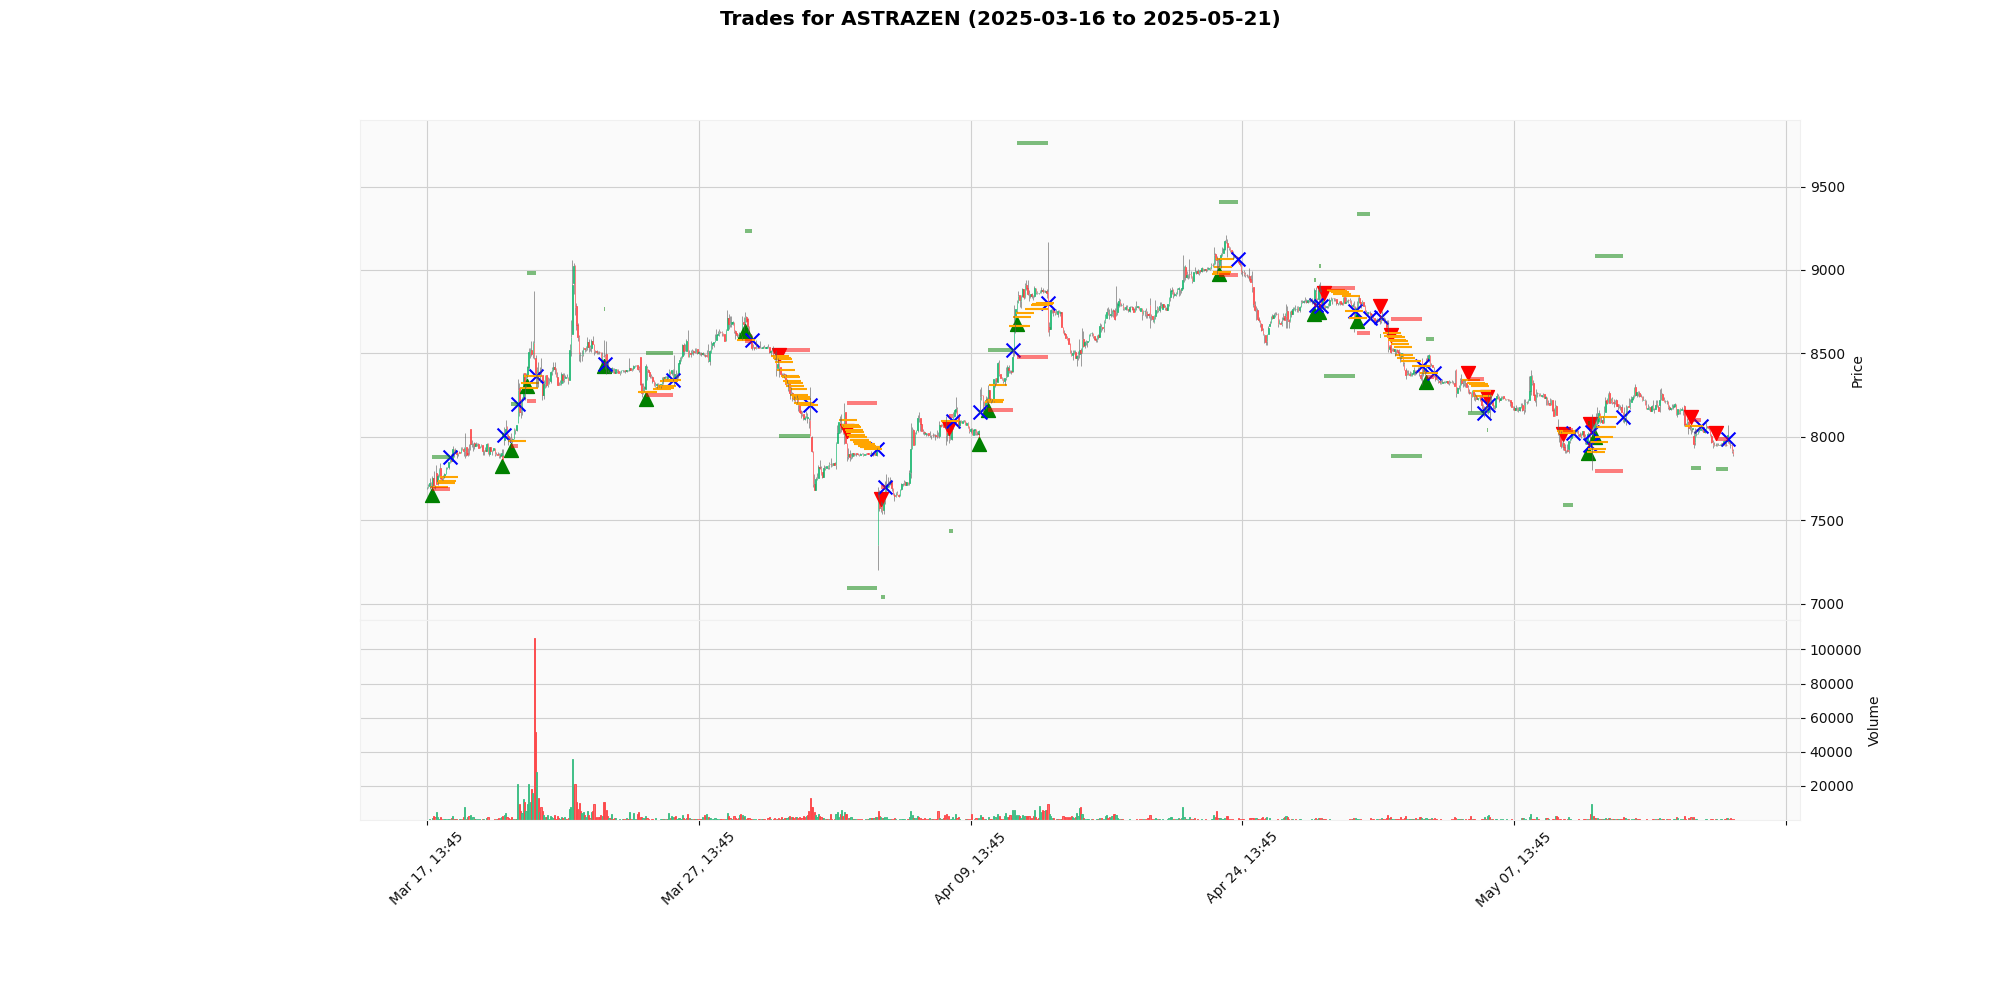 Trades for ASTRAZEN (2025-03-16 to 2025-05-21)
9500
9000
8500
8000
7500
7000
Price
100000
80000
60000
40000
20000
Volume
Mar 17, 13:45
Mar 27, 13:45
Apr 09, 13:45
Apr 24, 13:45
May 07, 13:45